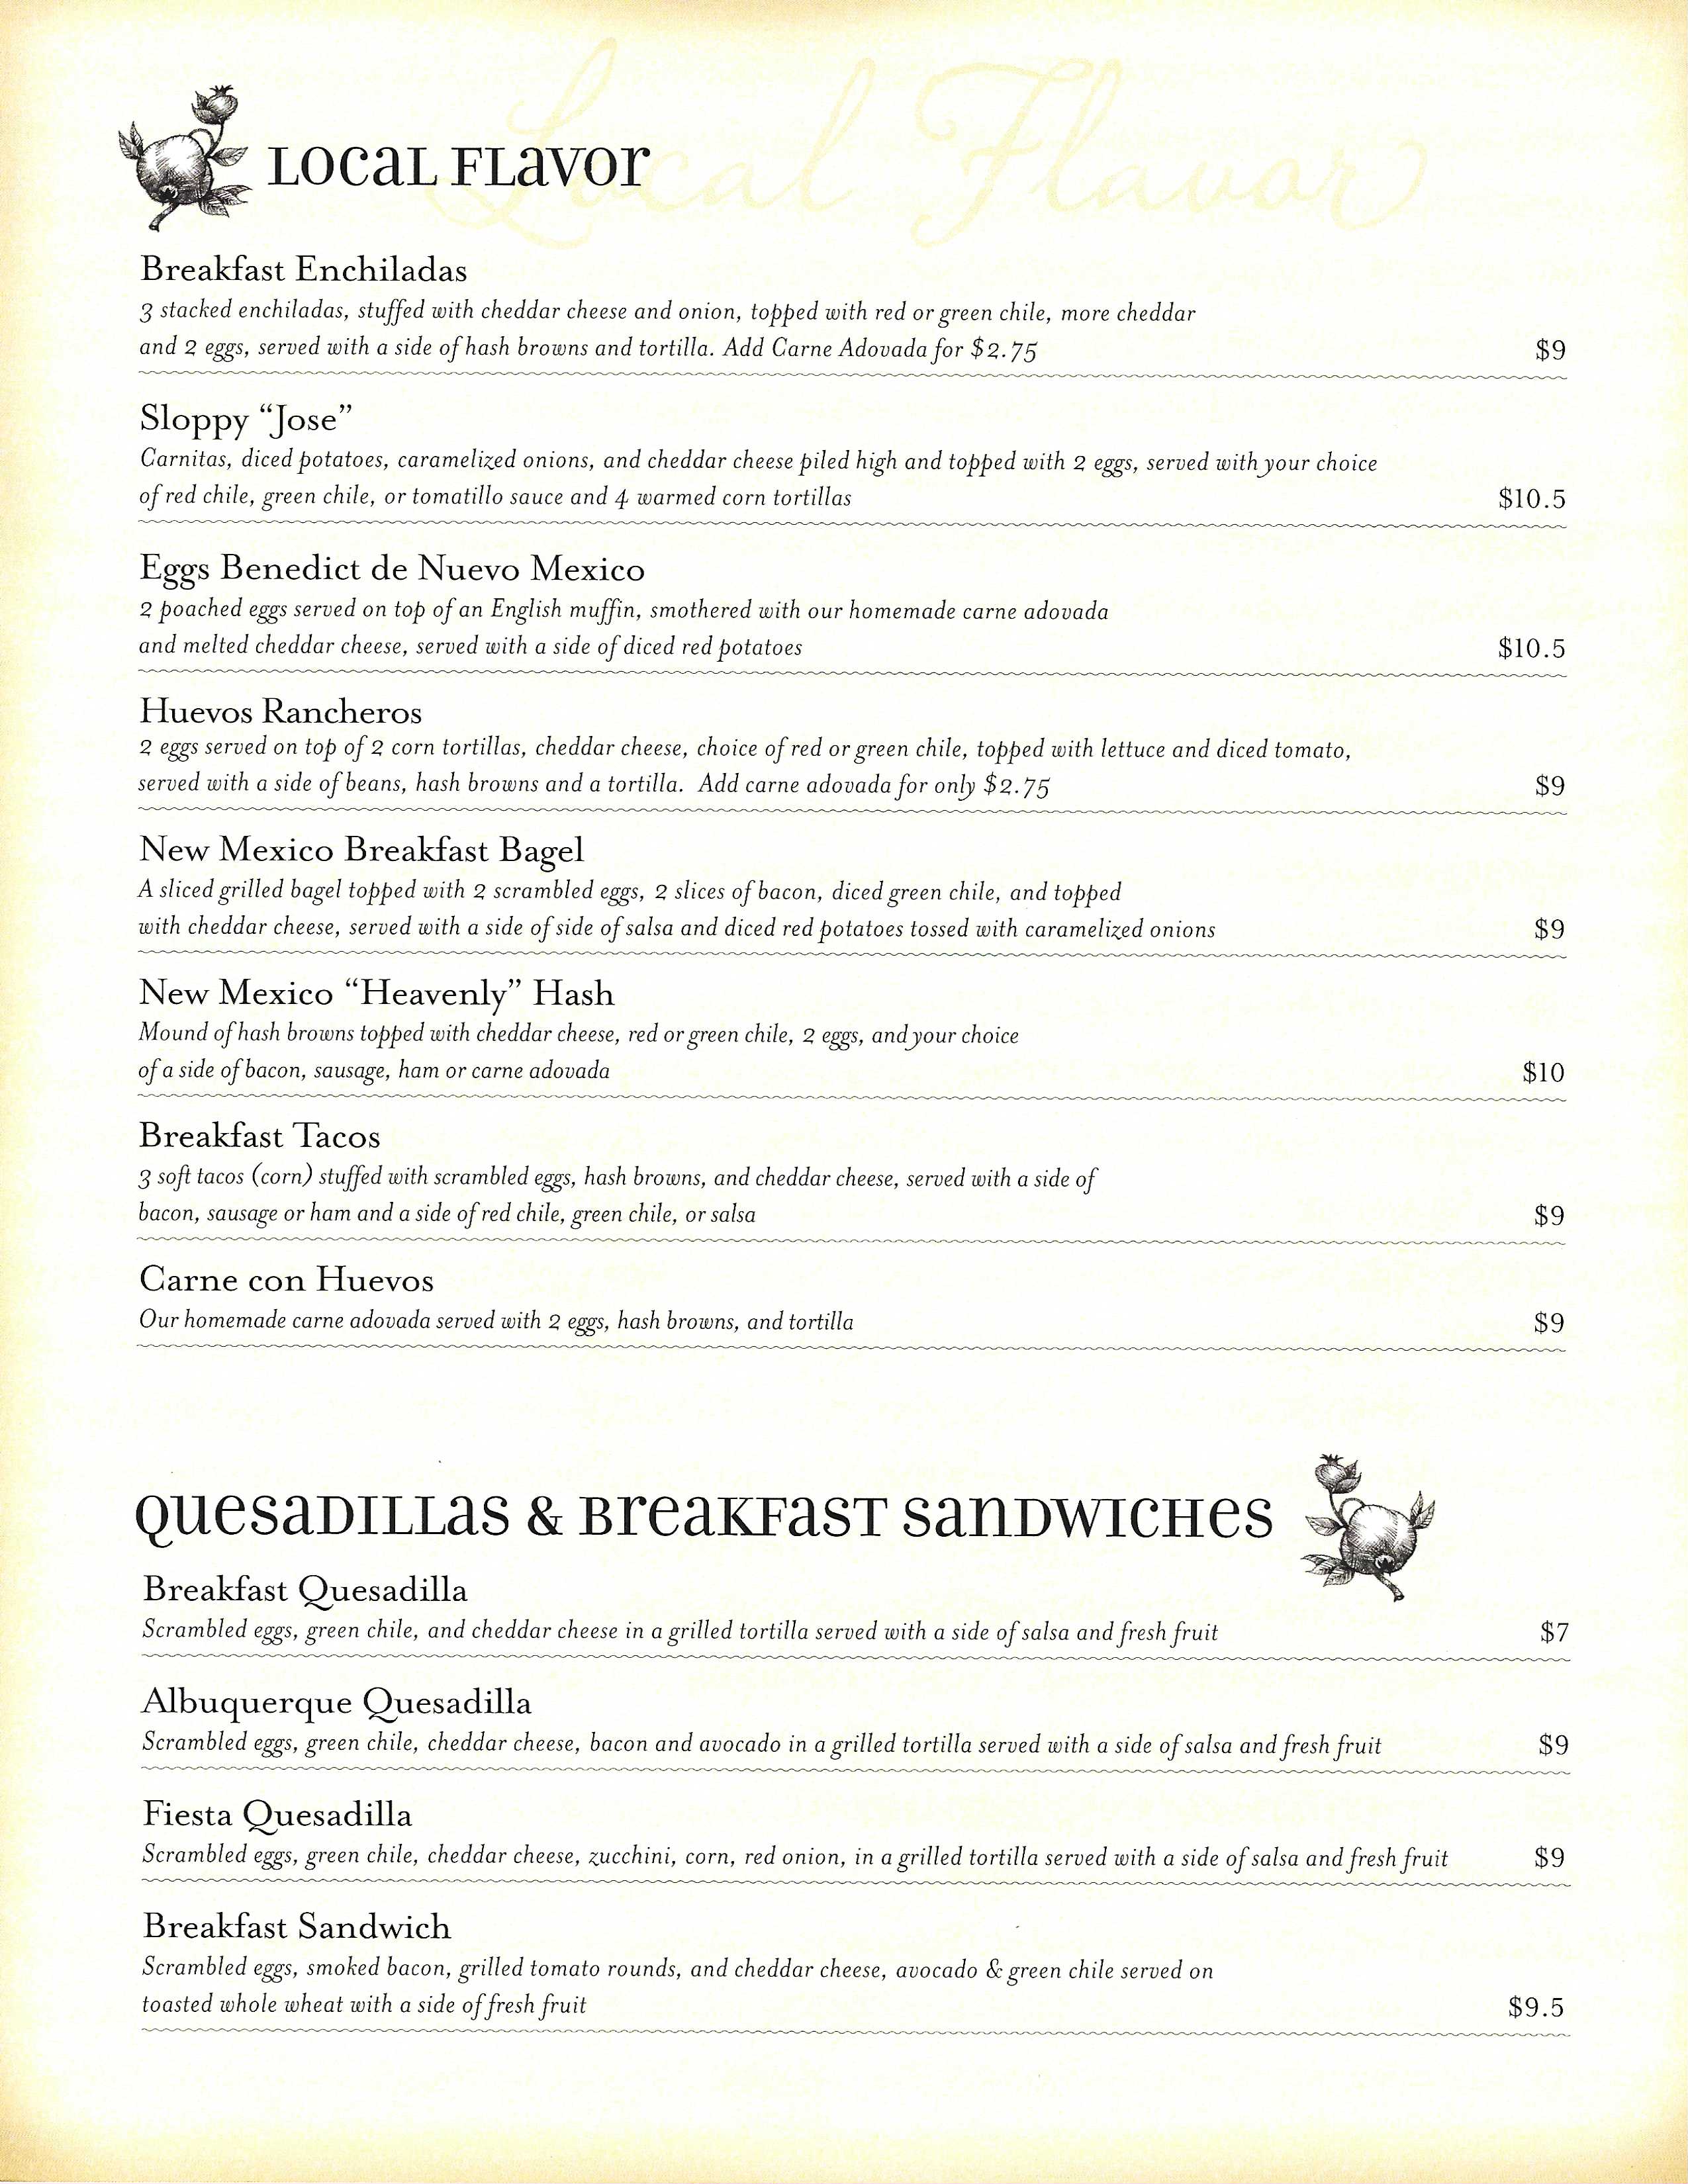 Local Flavor
LOCAL FLAVOR
Breakfast Enchiladas
3 stacked enchiladas, stuffed with cheddar cheese and onion, topped with red or green chile, more cheddar
and 2 eggs, served with a side of hash browns and tortilla. Add Carne Adovada for $2.75 $9
Sloppy “Jose”
Carnitas, diced potatoes, caramelized onions, and cheddar cheese piled high and topped with 2 eggs, served with your choice
of red chile, green chile, or tomatillo sauce and 4 warmed corn tortillas $10.5
Eggs Benedict de Nuevo Mexico
2 poached eggs served on top of an English muffin, smothered with our homemade carne adovada
and melted cheddar cheese, served with a side of diced red potatoes $10.5
Huevos Rancheros
2 eggs served on top of 2 corn tortillas, cheddar cheese, choice of red or green chile, topped with lettuce and diced tomato,
served with a side of beans, hash browns and a tortilla. Add carne adovada for only $2.75 $9
New Mexico Breakfast Bagel
A sliced grilled bagel topped with 2 scrambled eggs, 2 slices of bacon, diced green chile, and topped
with cheddar cheese, served with a side of side of salsa and diced red potatoes tossed with caramelized onions $9
New Mexico “Heavenly” Hash
Mound of hash browns topped with cheddar cheese, red or green chile, 2 eggs, and your choice
of a side of bacon, sausage, ham or carne adovada $10
Breakfast Tacos
3 soft tacos (corn) stuffed with scrambled eggs, hash browns, and cheddar cheese, served with a side of
bacon, sausage or ham and a side of red chile, green chile, or salsa $9
Carne con Huevos
Our homemade carne adovada served with 2 eggs, hash browns, and tortilla $9
QUESADILLAS & BREAKFAST SANDWICHES
Breakfast Quesadilla
Scrambled eggs, green chile, and cheddar cheese in a grilled tortilla served with a side of salsa and fresh fruit $7
Albuquerque Quesadilla
Scrambled eggs, green chile, cheddar cheese, bacon and avocado in a grilled tortilla served with a side of salsa and fresh fruit $9
Fiesta Quesadilla
Scrambled eggs, green chile, cheddar cheese, zucchini, corn, red onion, in a grilled tortilla served with a side of salsa and fresh fruit $9
Breakfast Sandwich
Scrambled eggs, smoked bacon, grilled tomato rounds, and cheddar cheese, avocado & green chile served on
toasted whole wheat with a side of fresh fruit $9.5